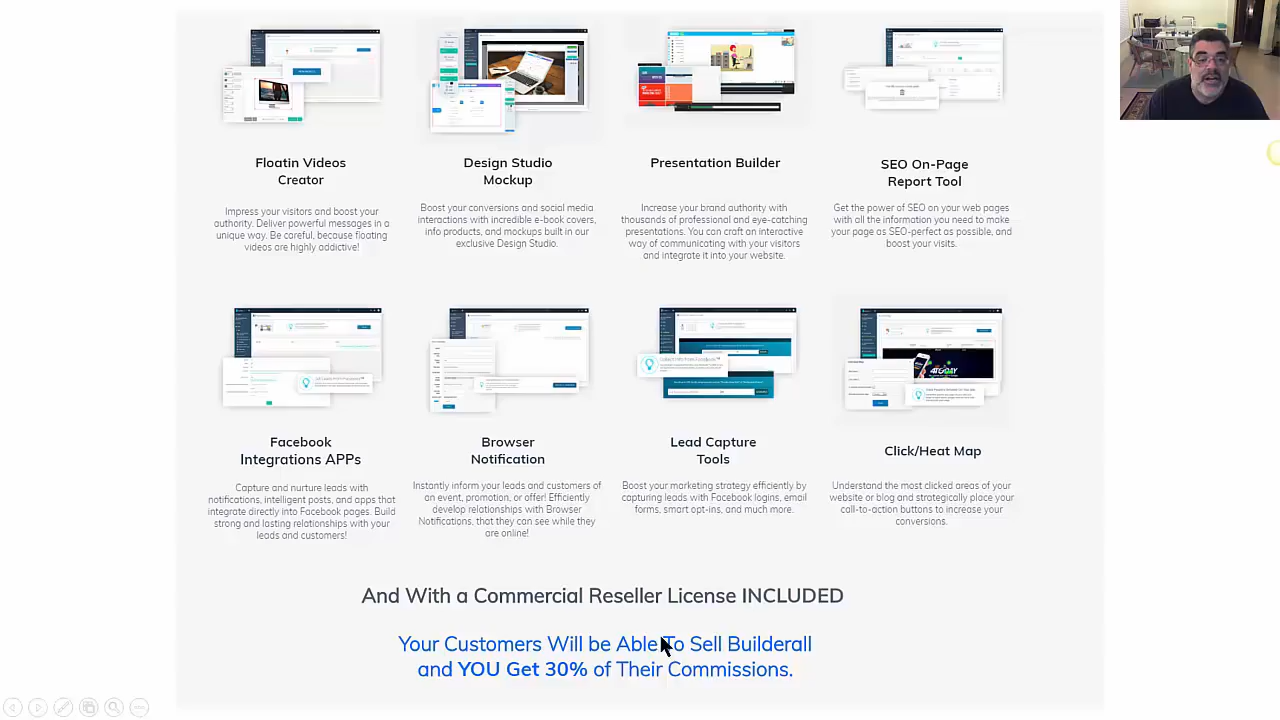 Floatin Videos
Creator
Impress your visitors and boost your
authority. Deliver powerful messages in a
unique way. Be careful, because floating
videos are highly addictive!
Design Studio
Mockup
Boost your conversions and social media
interactions with incredible e-book covers,
info products, and mockups built in our
exclusive Design Studio.
Presentation Builder
Increase your brand authority with
thousands of professional and eye-catching
presentations. You can craft an interactive
way of communicating with your visitors
and integrate it into your website.
SEO On-Page
Report Tool
Get the power of SEO on your web pages
with all the information you need to make
your page as SEO-perfect as possible, and
boost your visits.
Facebook
Integrations APPs
Capture and nurture leads with
notifications, intelligent posts, and apps that
integrate directly into Facebook pages. Build
strong and lasting relationships with your
leads and customers!
Browser
Notification
Instantly inform your leads and customers of
an event, promotion, or offer! Efficiently
develop relationships with Browser
Notifications, that they can see while they
are online!
Lead Capture
Tools
Boost your marketing strategy efficiently by
capturing leads with Facebook logins, email
forms, smart opt-ins, and much more.
Click/Heat Map
Understand the most clicked areas of your
website or blog and strategically place your
call-to-action buttons to increase your
conversions.
And With a Commercial Reseller License INCLUDED
Your Customers Will be Able To Sell Builderall
and YOU Get 30% of Their Commissions.